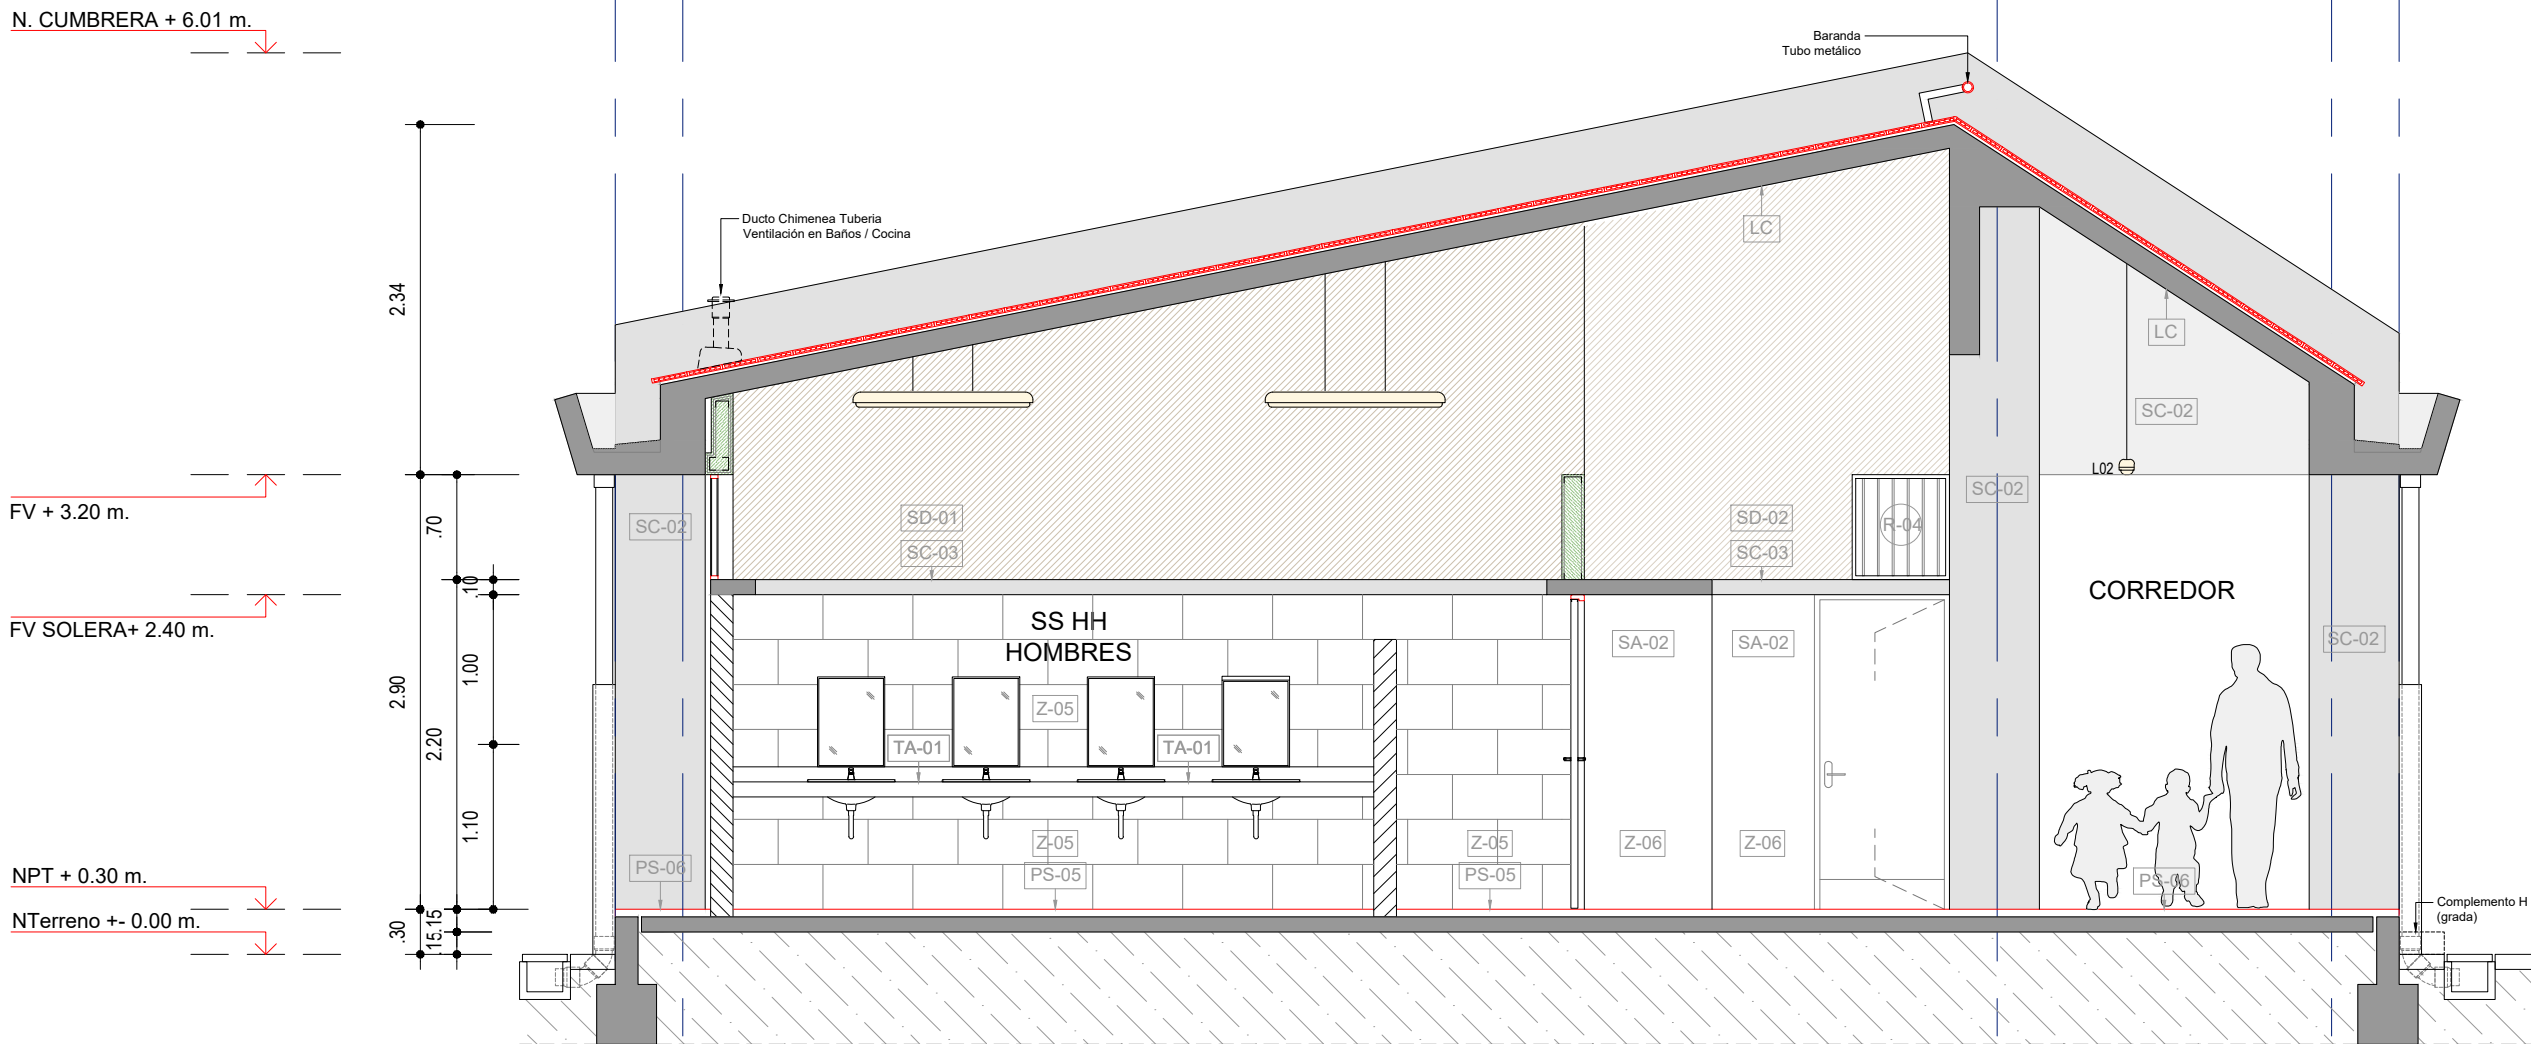 N. CUMBRERA + 6.01 m.
Baranda
Tubo metálico
Ducto Chimenea Tuberia
Ventilación en Baños / Cocina
LC
2.34
LC
SC-02
L02
FV + 3.20 m.
.70
SC-02
SD-01
SC-03
SD-02
SC-03
R-04
SC-02
.10
CORREDOR
FV SOLERA+ 2.40 m.
SS HH
HOMBRES
SA-02
SA-02
SC-02
1.00
2.90
2.20
Z-05
TA-01
TA-01
1.10
Z-05
Z-05
Z-06
Z-06
PS-06
PS-05
PS-05
PS-06
NPT + 0.30 m.
NTerreno +- 0.00 m.
.30
.15
.15
Complemento H
(grada)